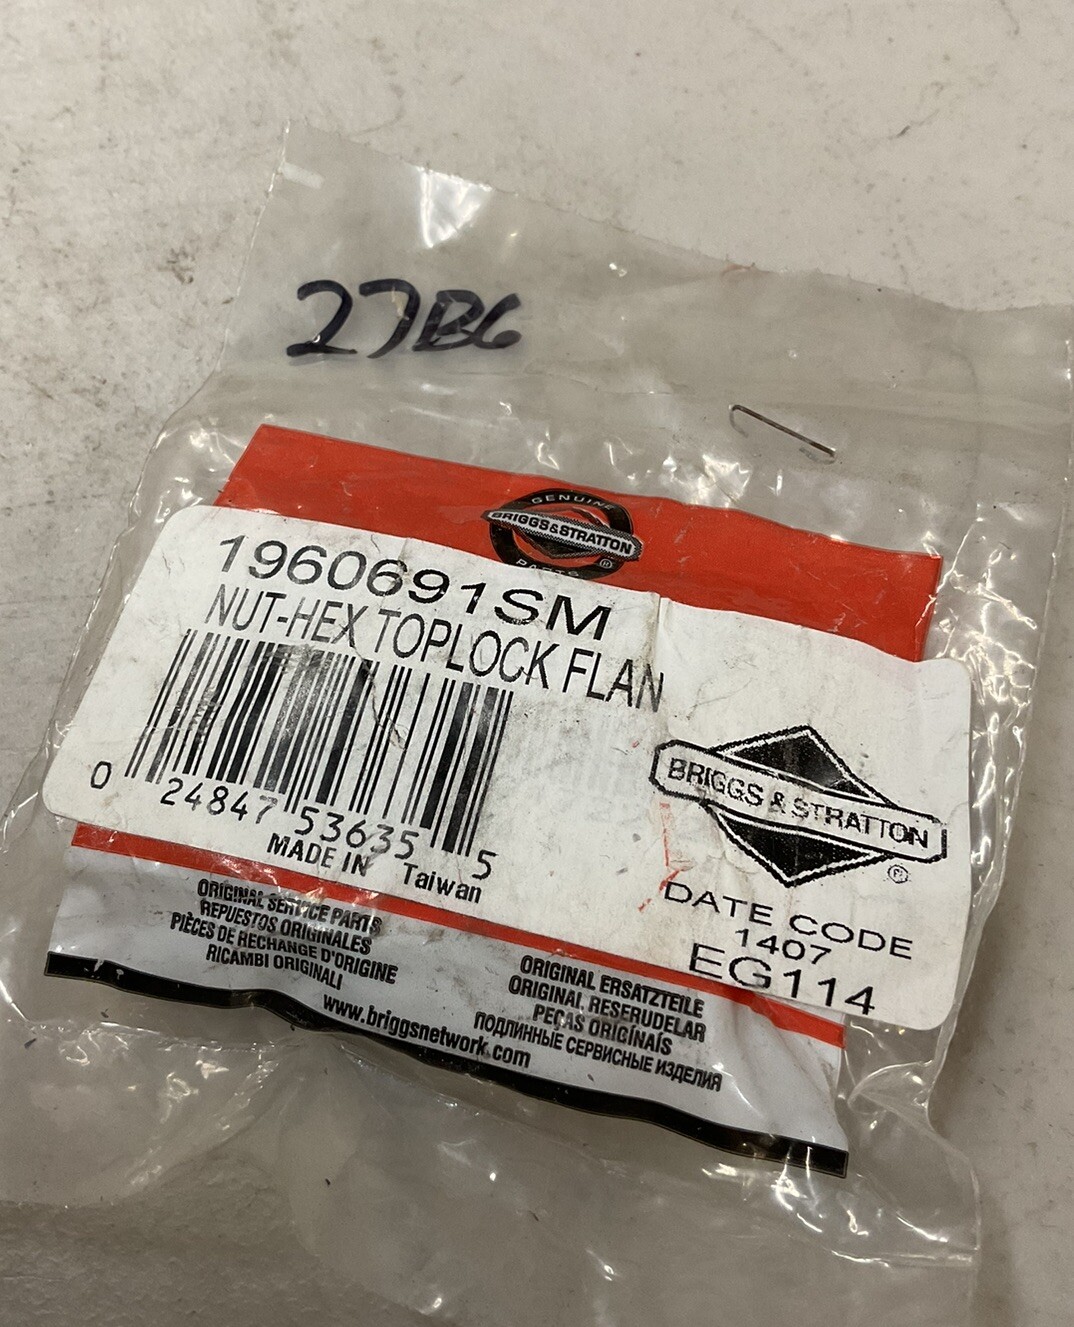 27B6
GENUINE
BRIGGS&STRATTON
PARTS
1960691SM
NUT-HEX TOPLOCK FLAN
0 24847 53635 5
MADE IN Taiwan
BRIGGS & STRATTON
DATE CODE
1407
EG114
ORIGINAL SERVICE PARTS
REPUESTOS ORIGINALES
PIÈCES DE RECHANGE D'ORIGINE
RICAMBI ORIGINALI
ORIGINAL ERSATZTEILE
ORIGINAL RESERUDELAR
PEÇAS ORIGINAIS
ПОДЛИННЫЕ СЕРВИСНЫЕ ИЗДЕЛИЯ
www.briggsnetwork.com